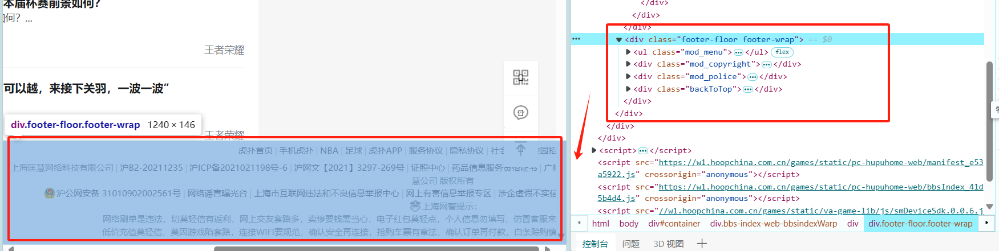 本届杯赛前景如何?
如何? ...
王者荣耀
可以越，来接下关羽，一波一波”
div.footer-floor.footer-wrap 1240 × 146
王者荣耀
虎扑首页 | 手机虎扑 | NBA | 足球 | 虎扑APP | 服务协议 | 隐私协议 | 社会 校园招
上海匡慧网络科技有限公司 | 沪B2-20211235 | 沪ICP备2021021198号-6 | 沪网文【2021】3297-269号 | 证照中心 | 药品信息服务资格证书 | 广播
慧公司 版权所有
沪公网安备 31010902002561号 | 网络谣言曝光台 | 上海市互联网违法和不良信息举报中心 | 网上有害信息举报专区 | 涉企虚假不实信
上海网警提示：
网络刷单是违法，切莫轻信有返利，网上交友套路多，卖惨要钱需当心，电子红包莫轻点，个人信息勿填写，仿冒客服来
低价充值莫轻信，莫因游戏陷套路，连接WIFI要规范，确认安全再连接，抢购车票有章法，确认订单再付款，白条赊购慎
</div>
</div>
</div>
<div class="footer-floor footer-wrap"> == $0
<ul class="mod_menu">…</ul> flex
<div class="mod_copyright">…</div>
<div class="mod_police">…</div>
<div class="backToTop">…</div>
</div>
</div>
</div>
</div>
<script>…</script>
<script src="https://w1.hoopchina.com.cn/games/static/pc-hupuhome-web/manifest_e53
a5922.js" crossorigin="anonymous"></script>
<script src="https://w1.hoopchina.com.cn/games/static/pc-hupuhome-web/bbsIndex_41d
5b4d4.js" crossorigin="anonymous"></script>
<script src="//w1.hoopchina.com.cn/games/static/va-game-lib/js/smDeviceSdk.0.0.6.j
html body div#container div.bbs-index-web-bbsindexWarp div div.footer-floor.footer-wrap
控制台 问题 3D 视图